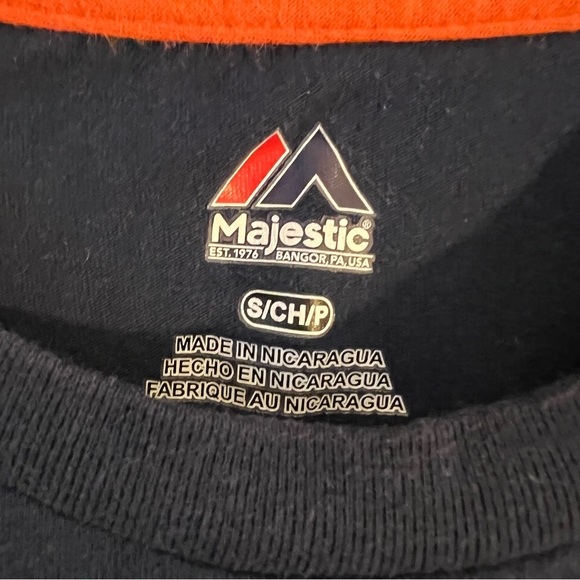 Majestic®
EST. 1976 BANGOR, PA, USA
S/CH/P
MADE IN NICARAGUA
HECHO EN NICARAGUA
FABRIQUE AU NICARAGUA